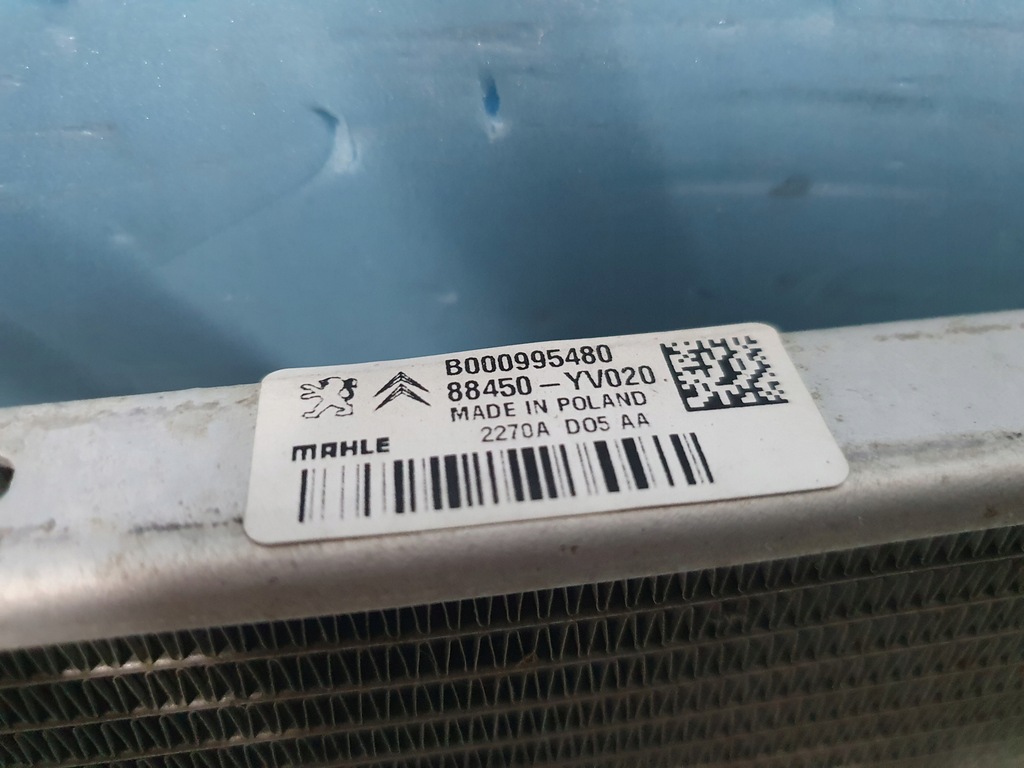 B000995480
88450-YV020
MADE IN POLAND
2270A D05 AA
MAHLE